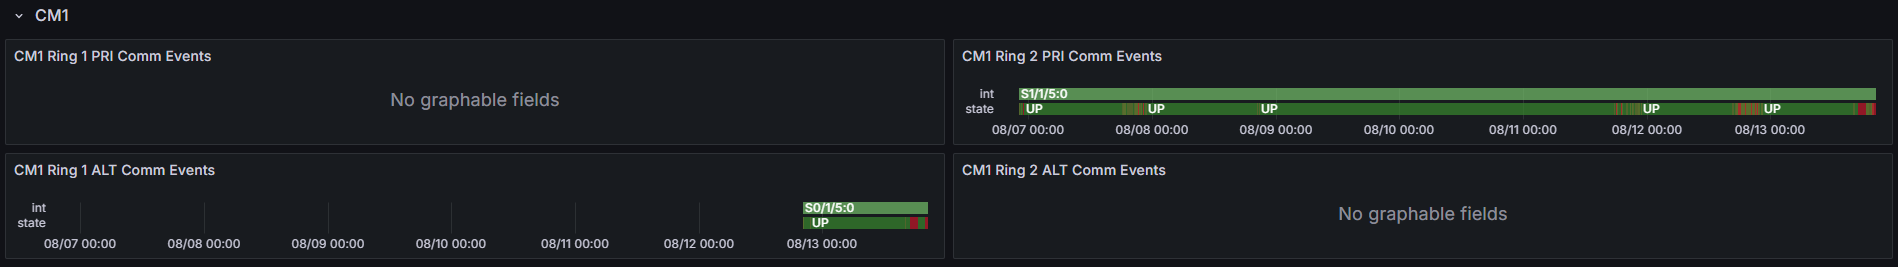 CM1
CM1 Ring 1 PRI Comm Events
No graphable fields
CM1 Ring 2 PRI Comm Events
int S1/1/5:0
state UP UP UP UP UP
08/07 00:00 08/08 00:00 08/09 00:00 08/10 00:00 08/11 00:00 08/12 00:00 08/13 00:00
CM1 Ring 1 ALT Comm Events
int S0/1/5:0
state UP
08/07 00:00 08/08 00:00 08/09 00:00 08/10 00:00 08/11 00:00 08/12 00:00 08/13 00:00
CM1 Ring 2 ALT Comm Events
No graphable fields